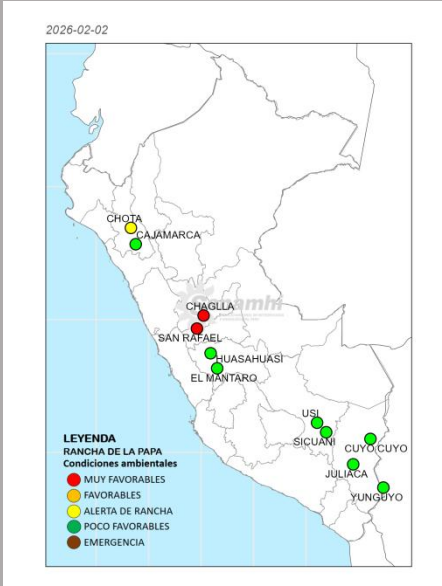 2026-02-02
CHOTA
CAJAMARCA
senamhi
CHAGLLA
SAN RAFAEL
HUASAHUASI
EL MANTARO
USI
SICUANI
CUYO CUYO
JULIACA
YUNGUYO
LEYENDA
RANCHA DE LA PAPA
Condiciones ambientales
MUY FAVORABLES
FAVORABLES
ALERTA DE RANCHA
POCO FAVORABLES
EMERGENCIA